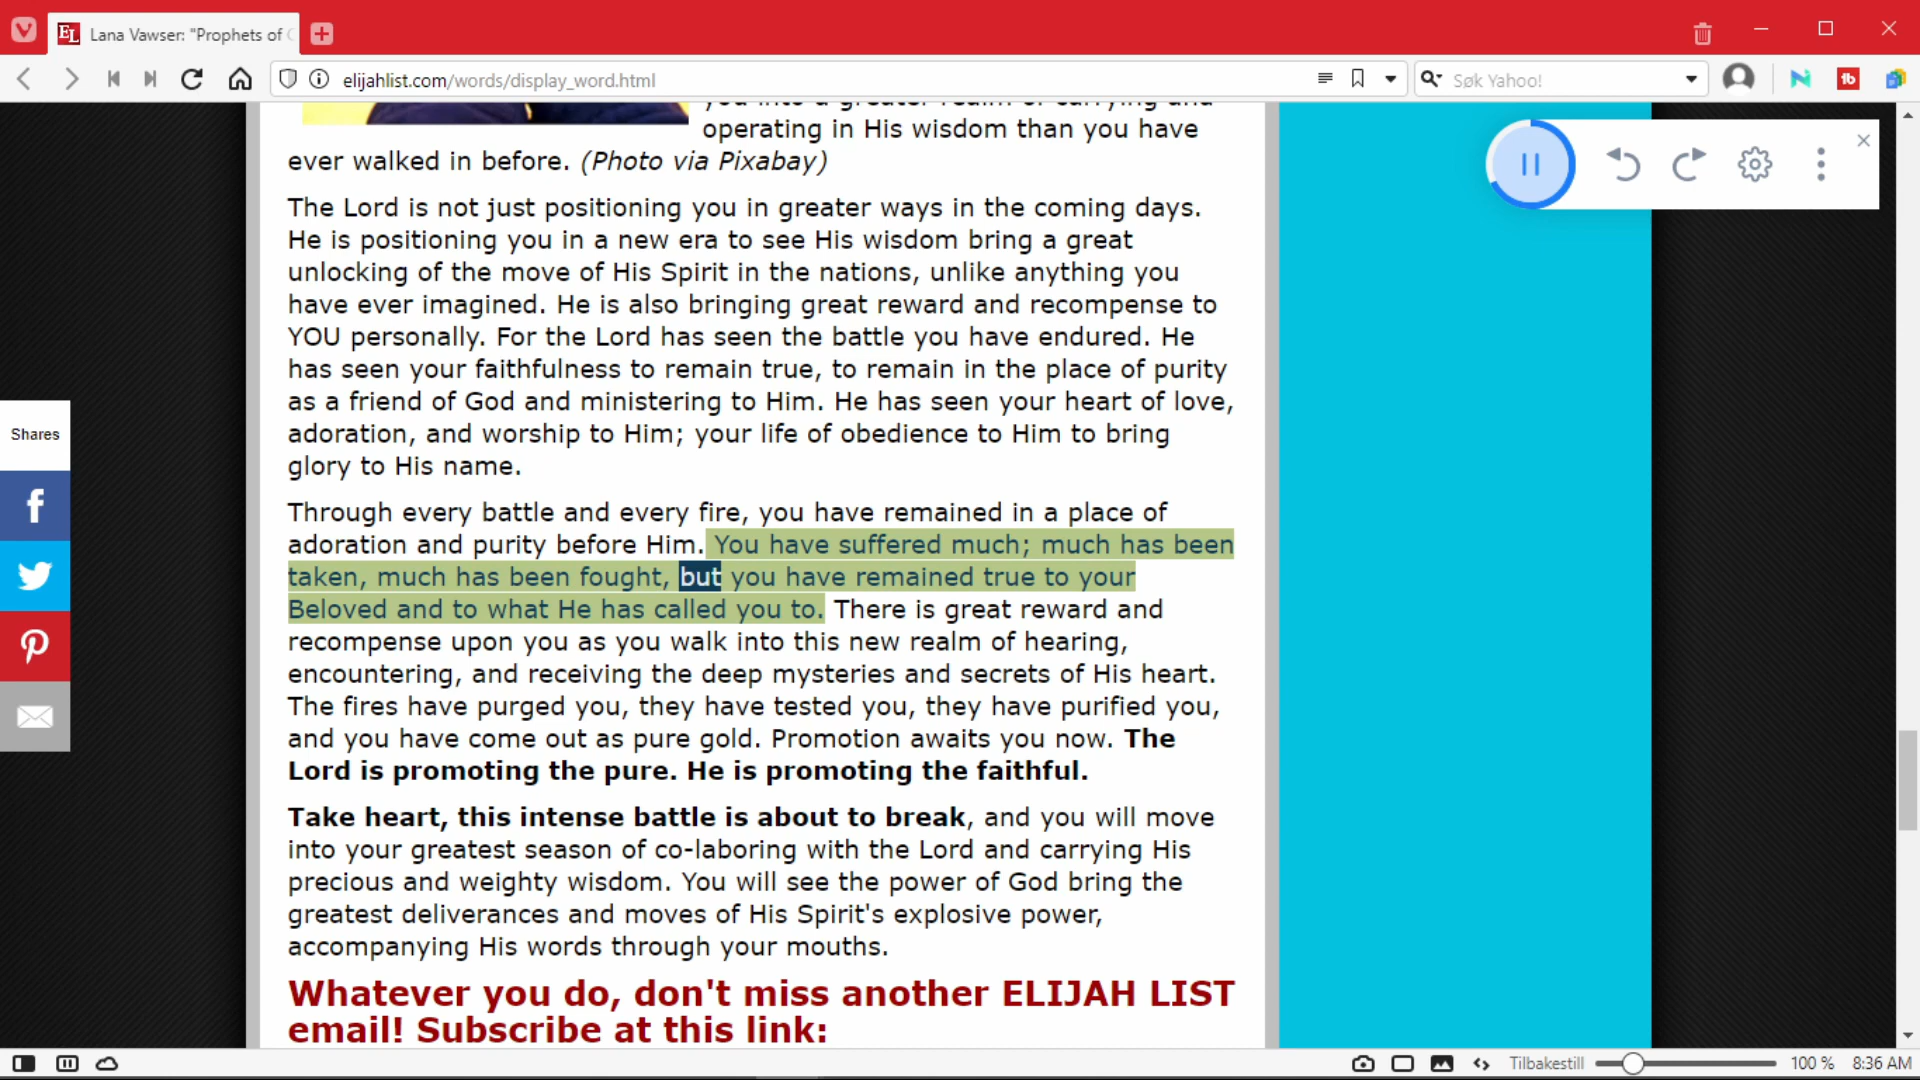 EL Lana Vawser: "Prophets of
elijahlist.com/words/display_word.html
Søk Yahoo!
operating in His wisdom than you have
ever walked in before. (Photo via Pixabay)
The Lord is not just positioning you in greater ways in the coming days.
He is positioning you in a new era to see His wisdom bring a great
unlocking of the move of His Spirit in the nations, unlike anything you
have ever imagined. He is also bringing great reward and recompense to
YOU personally. For the Lord has seen the battle you have endured. He
has seen your faithfulness to remain true, to remain in the place of purity
as a friend of God and ministering to Him. He has seen your heart of love,
adoration, and worship to Him; your life of obedience to Him to bring
glory to His name.
Through every battle and every fire, you have remained in a place of
adoration and purity before Him. You have suffered much; much has been
taken, much has been fought, but you have remained true to your
Beloved and to what He has called you to. There is great reward and
recompense upon you as you walk into this new realm of hearing,
encountering, and receiving the deep mysteries and secrets of His heart.
The fires have purged you, they have tested you, they have purified you,
and you have come out as pure gold. Promotion awaits you now. The
Lord is promoting the pure. He is promoting the faithful.
Take heart, this intense battle is about to break, and you will move
into your greatest season of co-laboring with the Lord and carrying His
precious and weighty wisdom. You will see the power of God bring the
greatest deliverances and moves of His Spirit's explosive power,
accompanying His words through your mouths.
Whatever you do, don't miss another ELIJAH LIST
email! Subscribe at this link:
Shares
Tilbakestill
100 %
8:36 AM